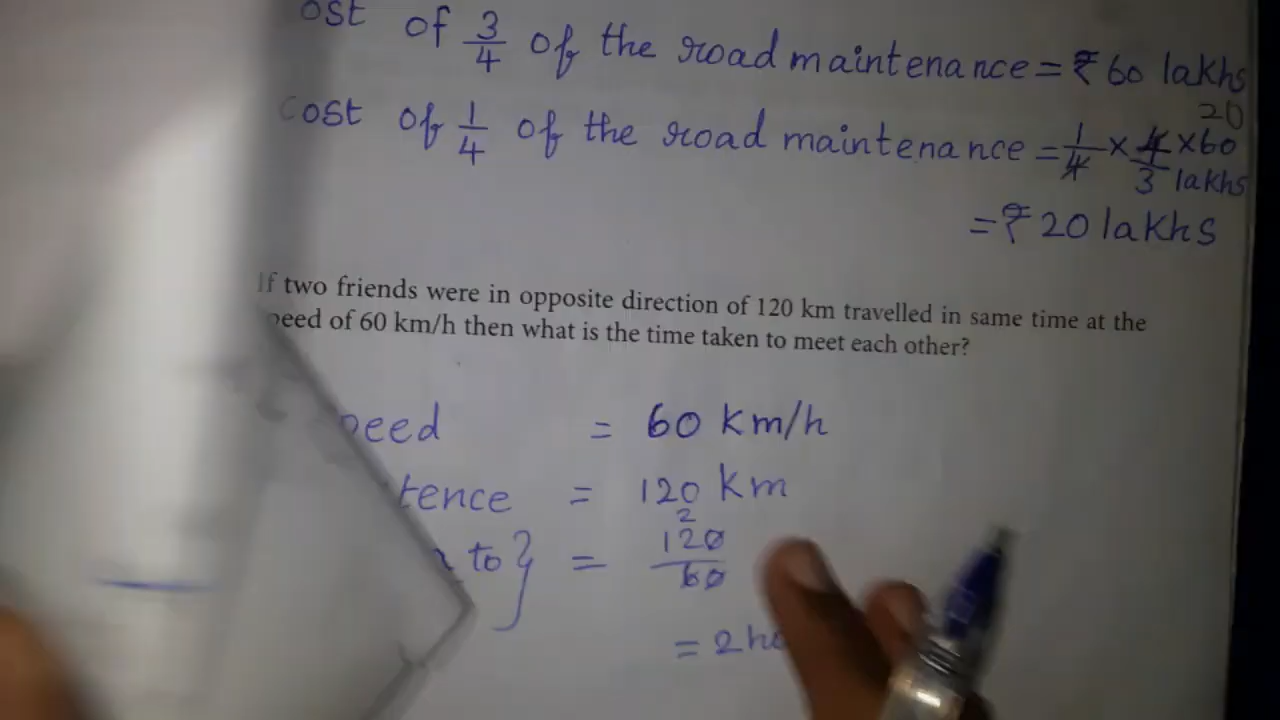 ost of 3/4 of the road maintenance = ₹ 60 lakhs
cost of 1/4 of the road maintenance = 1/4 × 4/3 × 60 lakhs
20
= ₹ 20 lakhs
If two friends were in opposite direction of 120 km travelled in same time at the
peed of 60 km/h then what is the time taken to meet each other?
peed = 60 km/h
tence = 120 km
to } = 120/60
2
= 2 ho